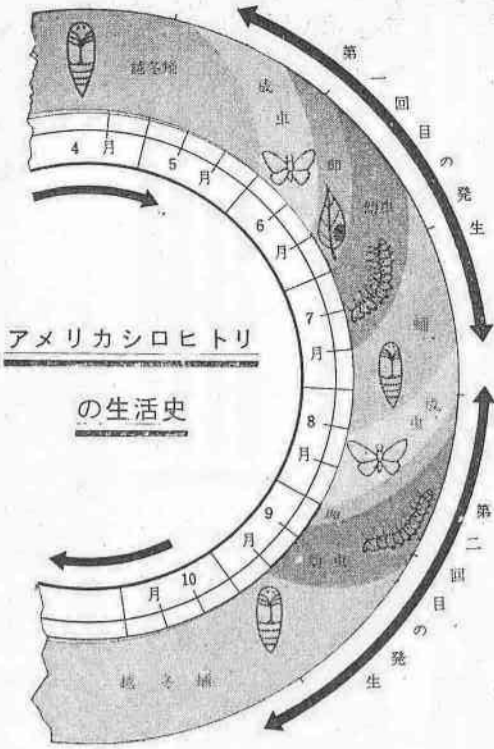 越冬蛹
成虫
卵
幼虫
蛹
成虫
卵
幼虫
越冬蛹
4月
5月
6月
7月
8月
9月
10月
第一回目の発生
第二回目の発生
アメリカシロヒトリ
の生活史